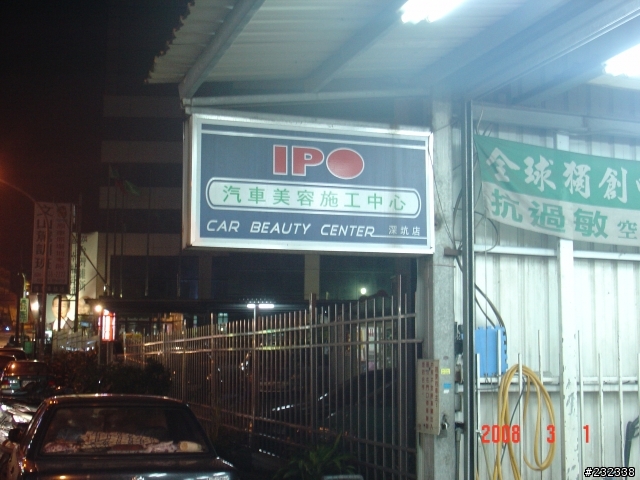 IPO
汽車美容施工中心
CAR BEAUTY CENTER 深坑店
全球獨創
抗過敏 空
2008 3 1
#232338